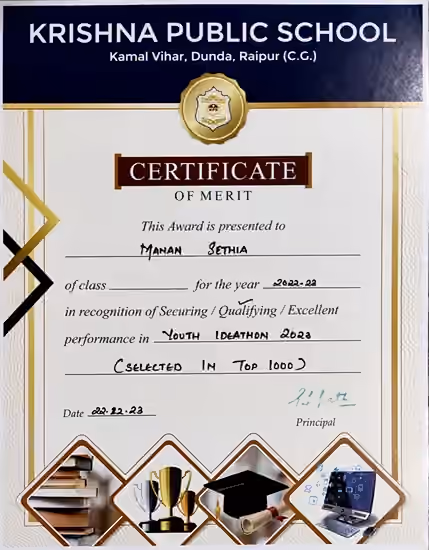 KRISHNA PUBLIC SCHOOL
Kamal Vihar, Dunda, Raipur (C.G.)
CERTIFICATE
OF MERIT
This Award is presented to
MANAN SETHIA
of class ____________ for the year 2022-23
in recognition of Securing / Qualifying / Excellent
performance in YOUTH IDEATHON 2023
(SELECTED IN TOP 1000)
Date 22.12.23
Principal